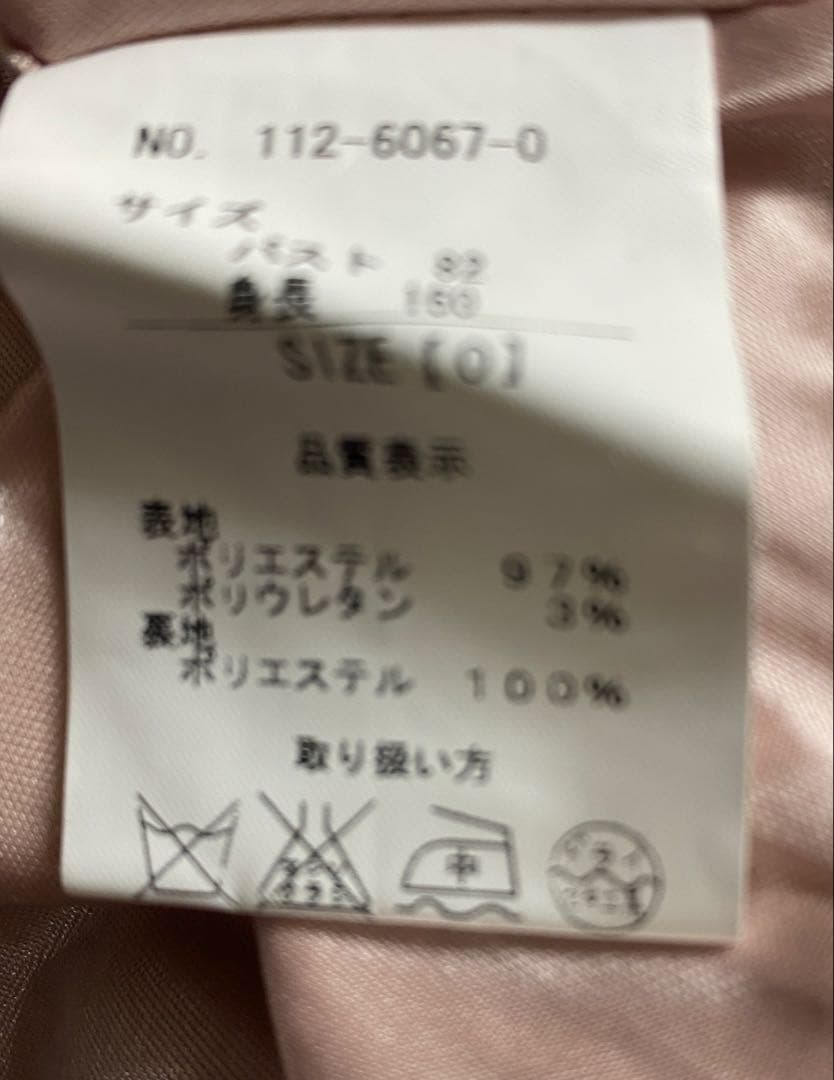 NO. 112-6067-0
サイズ
バスト 82
身長 150
SIZE【0】
品質表示
表地
ポリエステル 97%
ポリウレタン 3%
裏地
ポリエステル 100%
取り扱い方
中